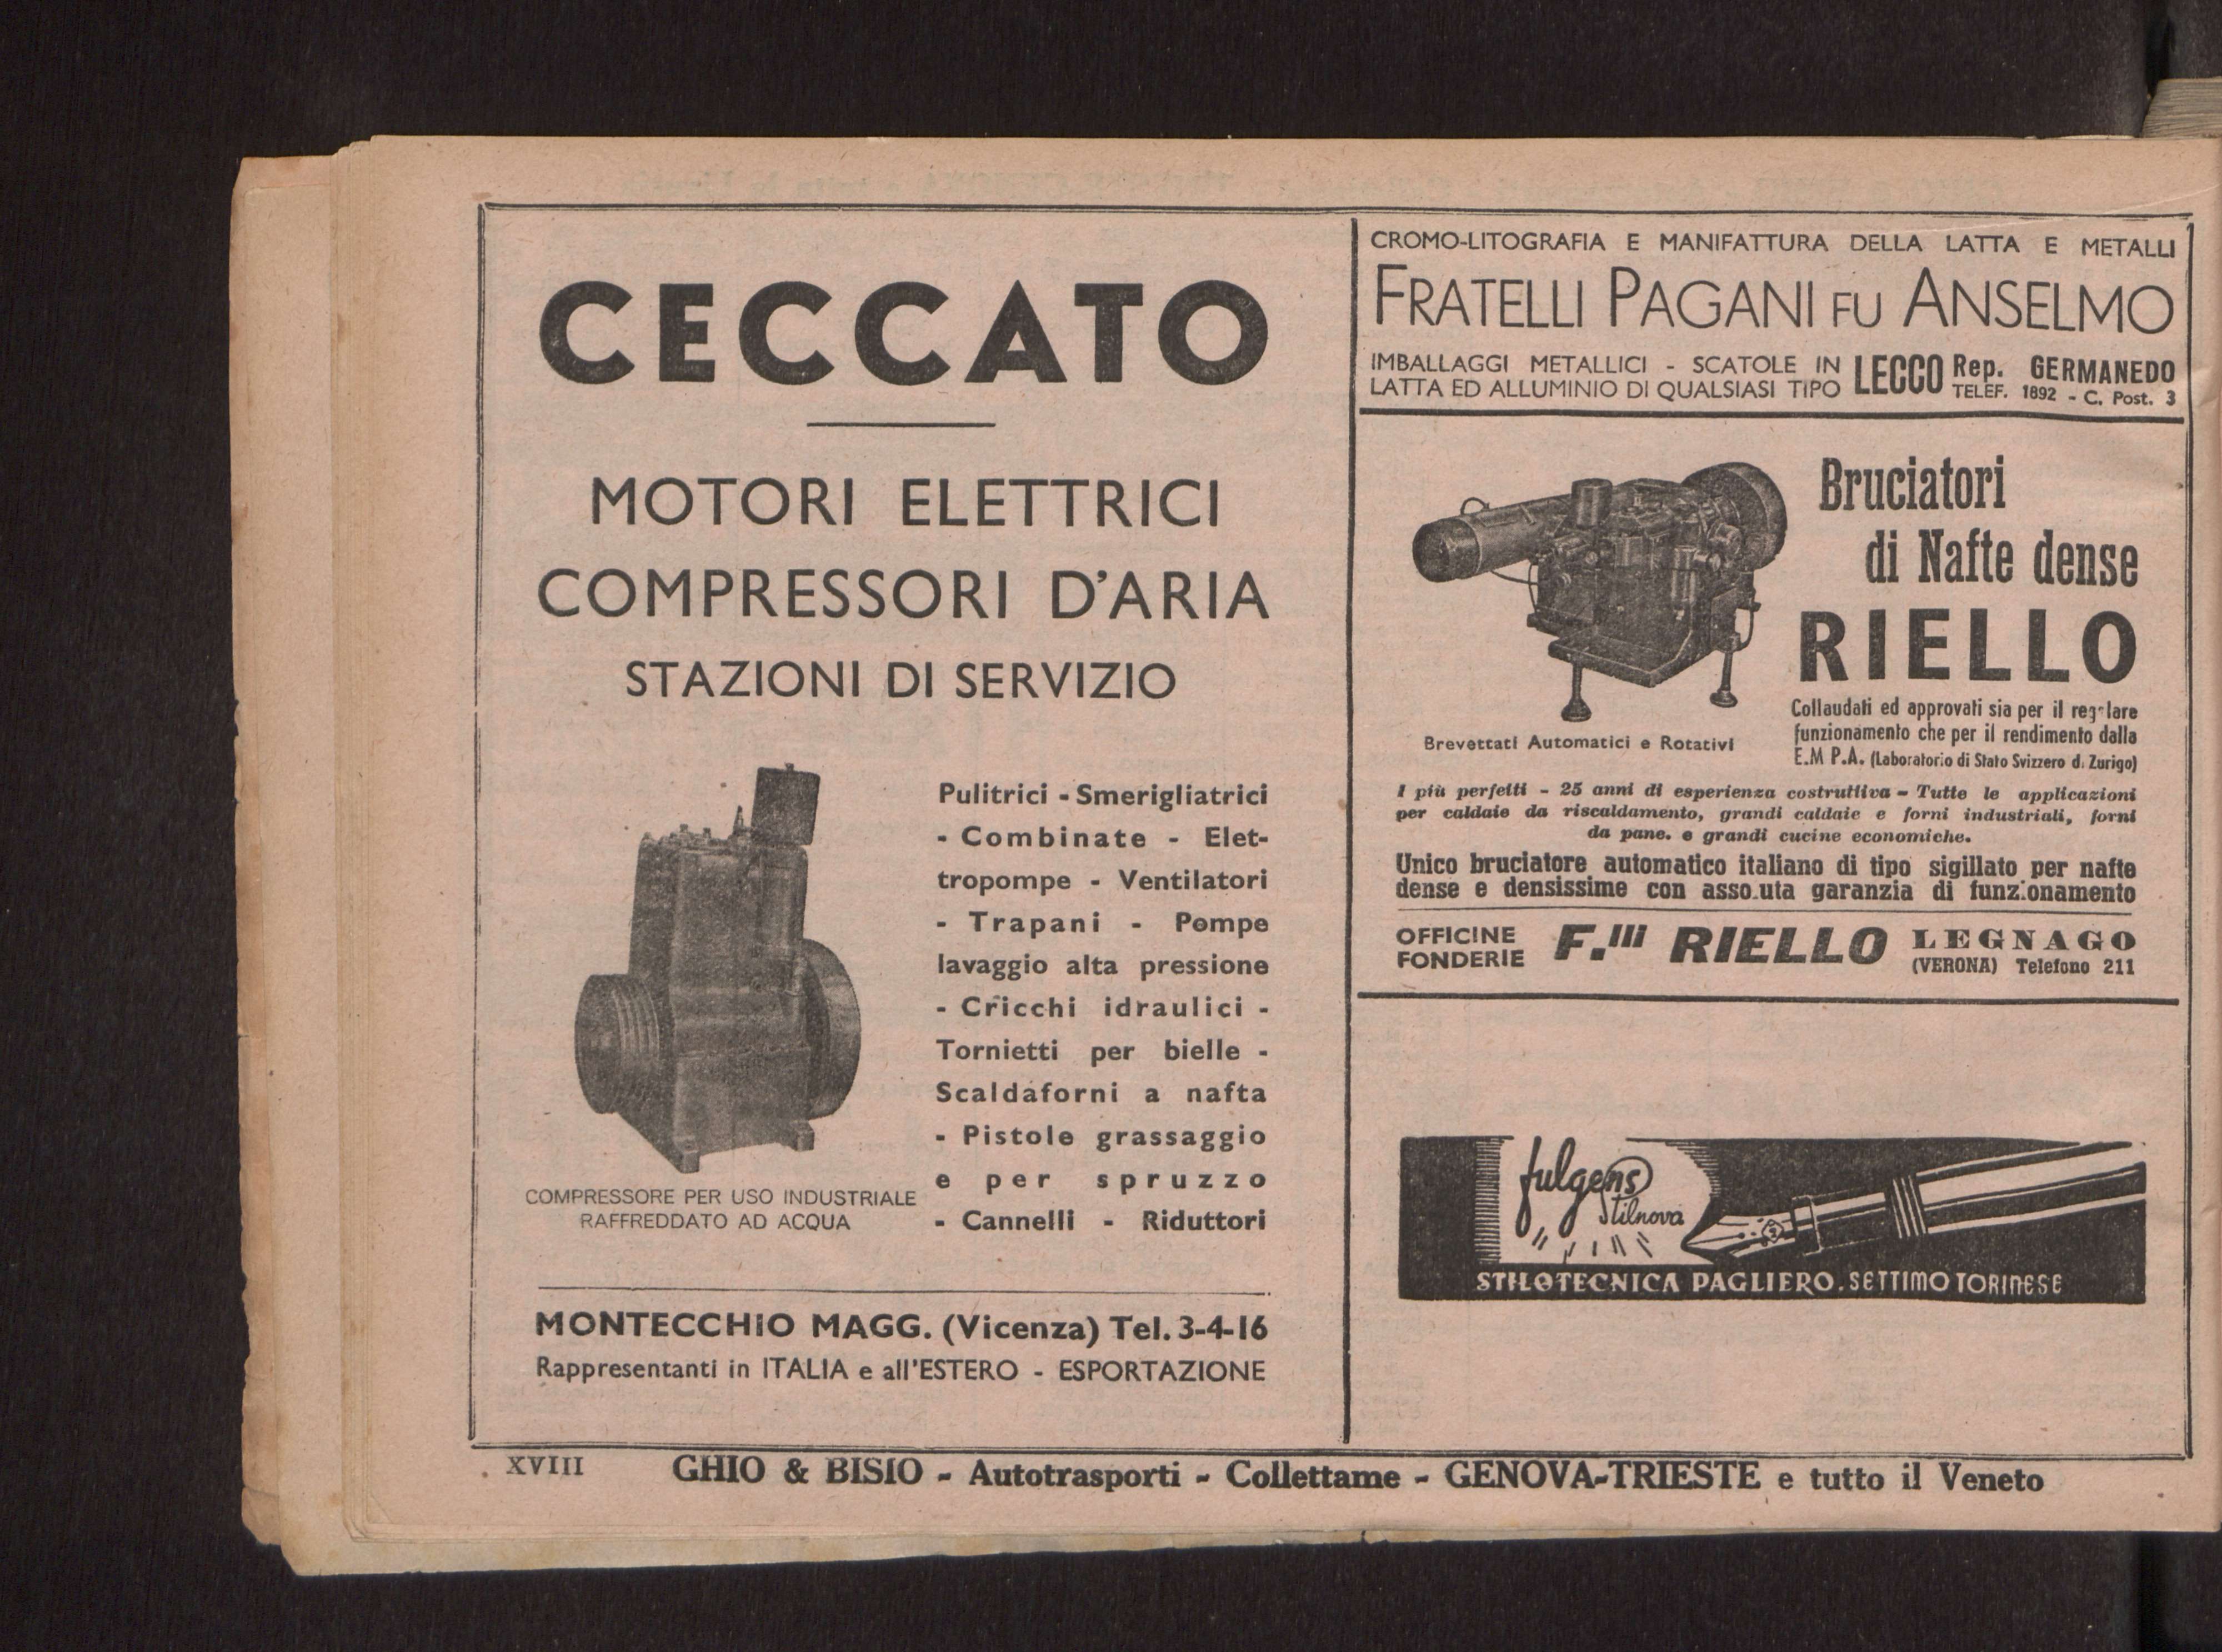 CECCATO
MOTORI ELETTRICI
COMPRESSORI D'ARIA
STAZIONI DI SERVIZIO
Pulitrici - Smerigliatrici
- Combinate - Elet-
tropompe - Ventilatori
- Trapani - Pompe
lavaggio alta pressione
- Cricchi idraulici -
Tornietti per bielle -
Scaldaforni a nafta
- Pistole grassaggio
e per spruzzo
- Cannelli - Riduttori
COMPRESSORE PER USO INDUSTRIALE
RAFFREDDATO AD ACQUA
MONTECCHIO MAGG. (Vicenza) Tel. 3-4-16
Rappresentanti in ITALIA e all'ESTERO - ESPORTAZIONE
CROMO-LITOGRAFIA E MANIFATTURA DELLA LATTA E METALLI
FRATELLI PAGANI FU ANSELMO
IMBALLAGGI METALLICI - SCATOLE IN
LATTA ED ALLUMINIO DI QUALSIASI TIPO
LECCO
Rep. GERMANEDO
TELEF. 1892 - C. Post. 3
Bruciatori
di Nafte dense
RIELLO
Brevettati Automatici e Rotativi
Collaudati ed approvati sia per il regolare
funzionamento che per il rendimento dalla
E.M P.A. (Laboratorio di Stato Svizzero di Zurigo)
I più perfetti - 25 anni di esperienza costruttiva - Tutte le applicazioni
per caldaie da riscaldamento, grandi caldaie e forni industriali, forni
da pane. e grandi cucine economiche.
Unico bruciatore automatico italiano di tipo sigillato per nafte
dense e densissime con assoluta garanzia di funzionamento
OFFICINE
FONDERIE
F.lli RIELLO
LEGNAGO
(VERONA) Telefono 211
fulgens
Stilnova
STILOTECNICA PAGLIERO. SETTIMO TORINESE
XVIII
GHIO & BISIO - Autotrasporti - Collettame - GENOVA-TRIESTE e tutto il Veneto